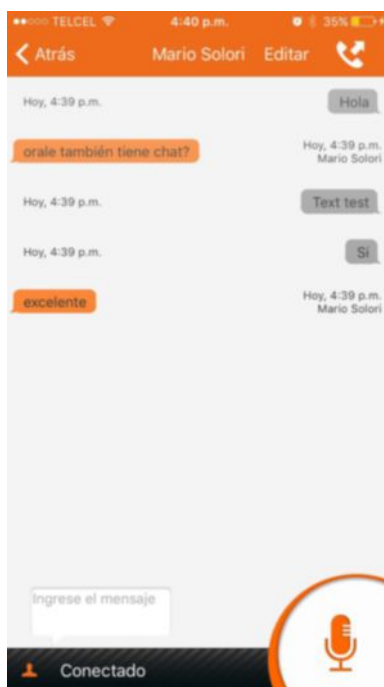 TELCEL 4:40 p.m. 35%
Atrás Mario Solori Editar
Hoy, 4:39 p.m. Hola
orale también tiene chat? Hoy, 4:39 p.m.
Mario Solori
Hoy, 4:39 p.m. Text test
Hoy, 4:39 p.m. Sí
excelente Hoy, 4:39 p.m.
Mario Solori
Ingrese el mensaje
Conectado